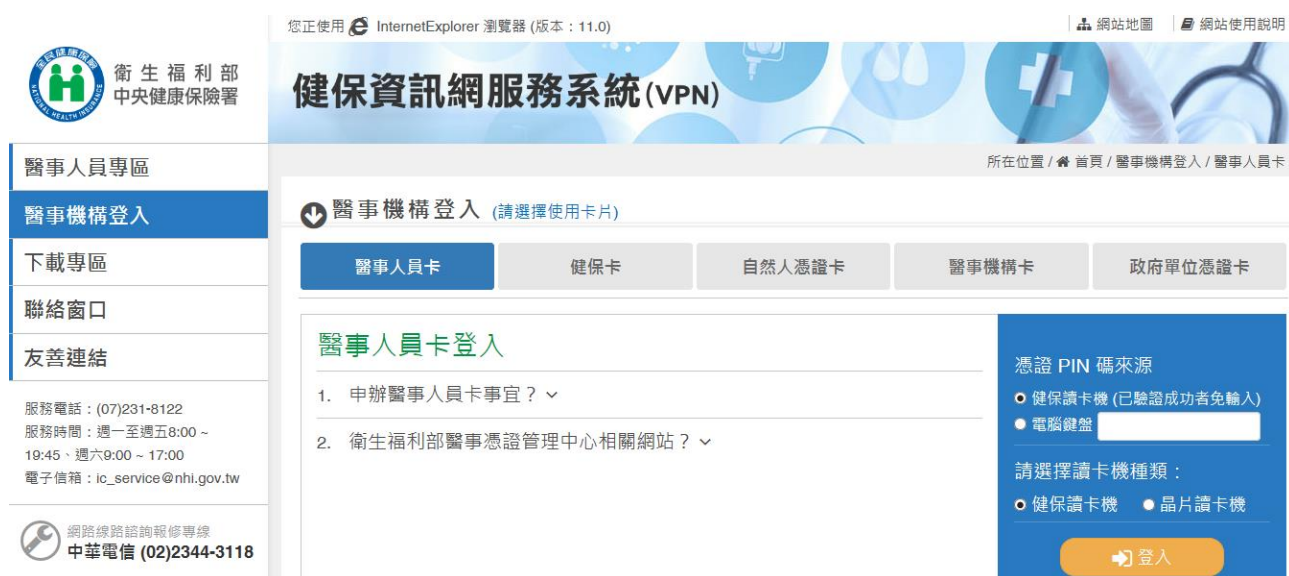 您正使用 InternetExplorer 瀏覽器 (版本：11.0)
網站地圖
網站使用說明
衛生福利部
中央健康保險署
健保資訊網服務系統(VPN)
所在位置 / 首頁 / 醫事機構登入 / 醫事人員卡
醫事人員專區
醫事機構登入
下載專區
聯絡窗口
友善連結
服務電話：(07)231-8122
服務時間：週一至週五8:00 ~
19:45、週六9:00 ~ 17:00
電子信箱：ic_service@nhi.gov.tw
網路線路諮詢報修專線
中華電信 (02)2344-3118
醫事機構登入 (請選擇使用卡片)
醫事人員卡
健保卡
自然人憑證卡
醫事機構卡
政府單位憑證卡
醫事人員卡登入
1. 申辦醫事人員卡事宜？
2. 衛生福利部醫事憑證管理中心相關網站？
憑證 PIN 碼來源
健保讀卡機 (已驗證成功者免輸入)
電腦鍵盤
請選擇讀卡機種類：
健保讀卡機
晶片讀卡機
登入